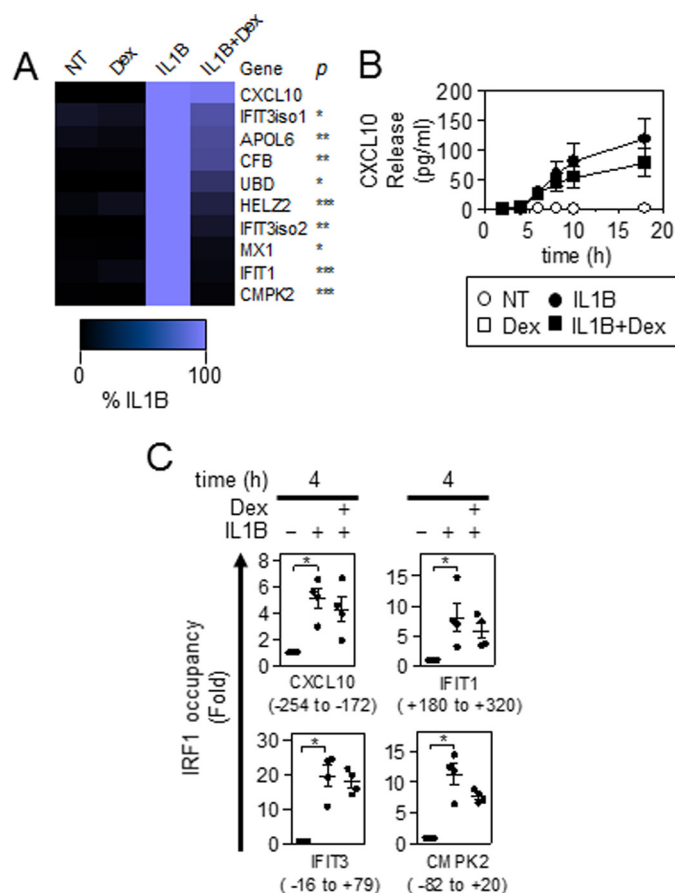 A
NT Dex IL1B IL1B+Dex Gene p
CXCL10
IFIT3iso1 *
APOL6 **
CFB **
UBD *
HELZ2 ***
IFIT3iso2 **
MX1 *
IFIT1 ***
CMPK2 ***
0 100
% IL1B
B
CXCL10
Release
(pg/ml)
200
150
100
50
0
0 5 10 15 20
time (h)
NT IL1B
Dex IL1B+Dex
C
time (h) 4 4
Dex + +
IL1B − + + − + +
IRF1 occupancy
(Fold)
8
6
4
2
0
*
CXCL10
(-254 to -172)
15
10
5
0
*
IFIT1
(+180 to +320)
30
20
10
0
*
IFIT3
(-16 to +79)
15
10
5
0
*
CMPK2
(-82 to +20)